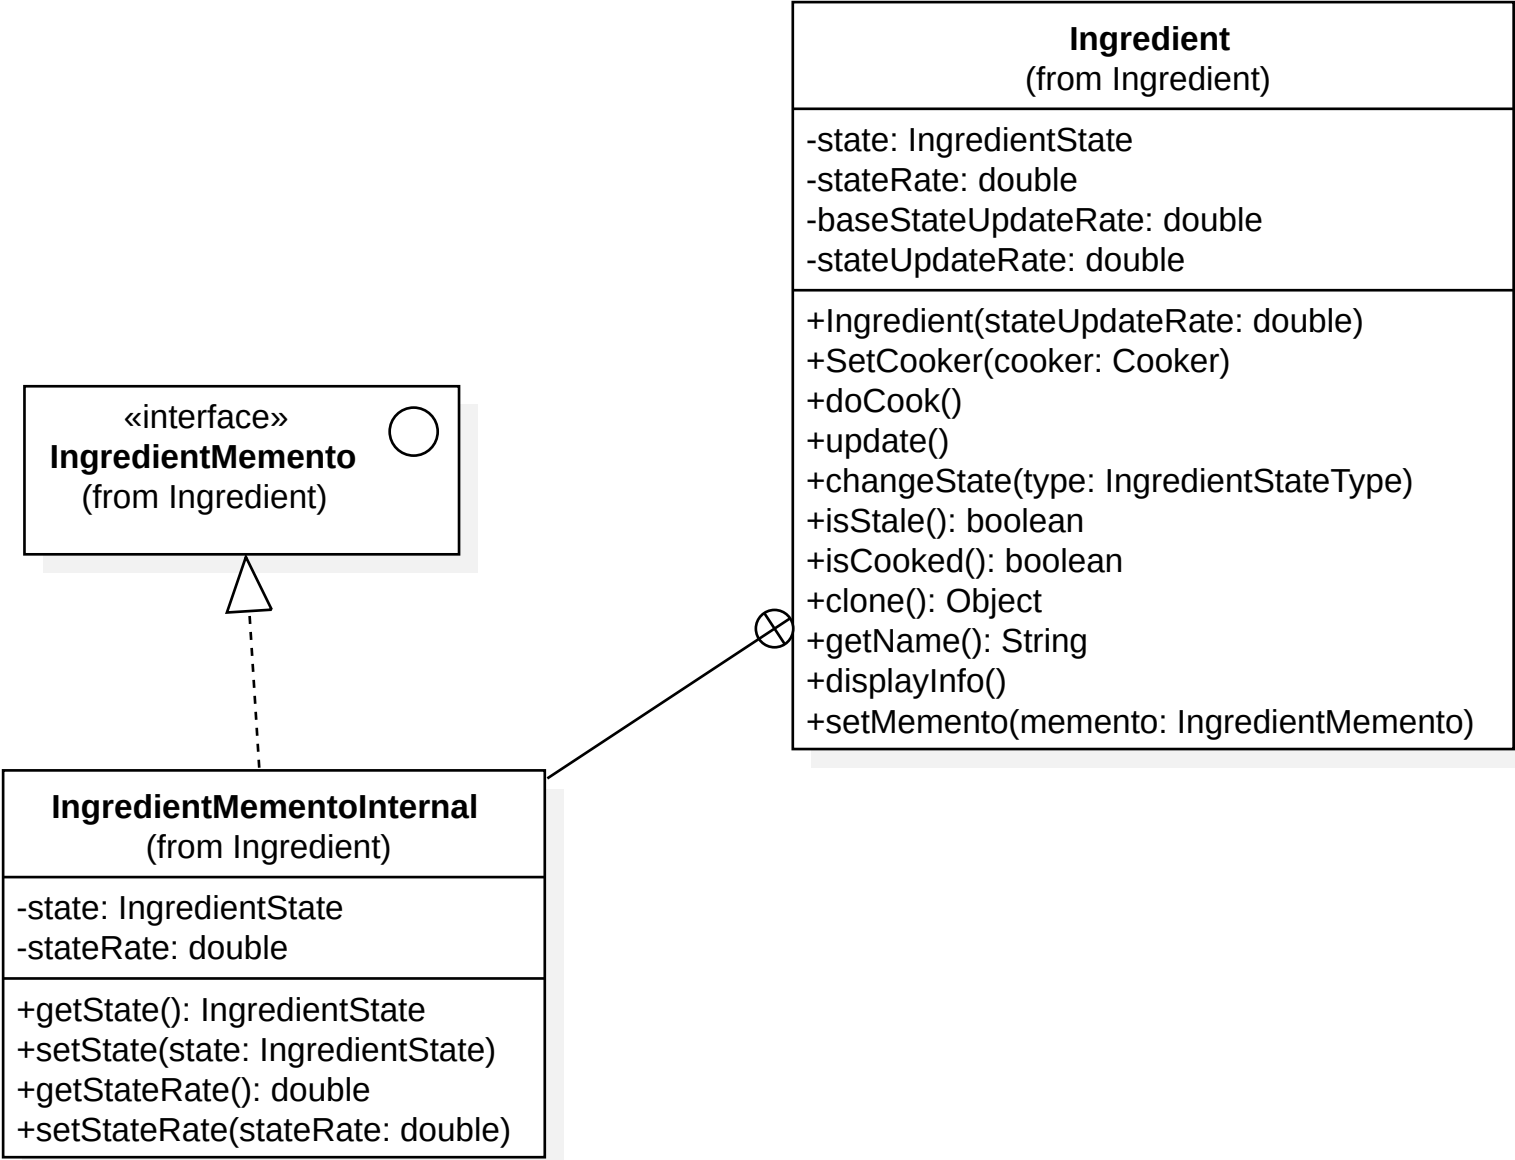 Ingredient
(from Ingredient)
-state: IngredientState
-stateRate: double
-baseStateUpdateRate: double
-stateUpdateRate: double
+Ingredient(stateUpdateRate: double)
+SetCooker(cooker: Cooker)
+doCook()
+update()
+changeState(type: IngredientStateType)
+isStale(): boolean
+isCooked(): boolean
+clone(): Object
+getName(): String
+displayInfo()
+setMemento(memento: IngredientMemento)
«interface»
IngredientMemento
(from Ingredient)
IngredientMementoInternal
(from Ingredient)
-state: IngredientState
-stateRate: double
+getState(): IngredientState
+setState(state: IngredientState)
+getStateRate(): double
+setStateRate(stateRate: double)